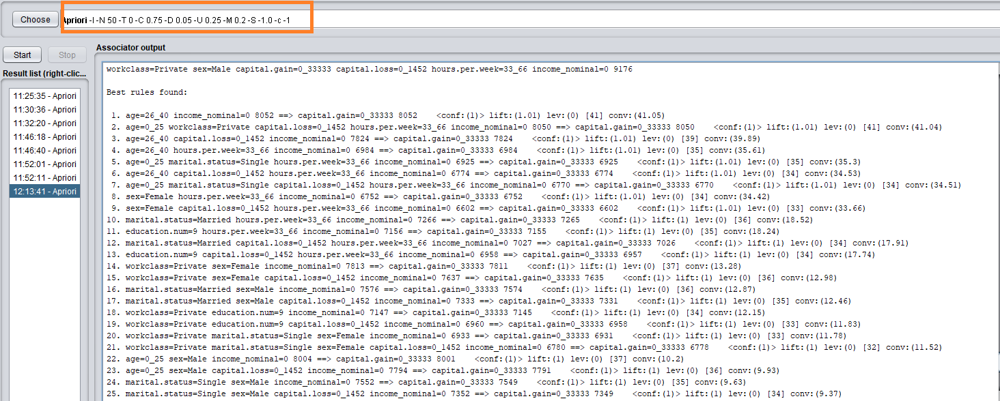 Choose
Apriori -I -N 50 -T 0 -C 0.75 -D 0.05 -U 0.25 -M 0.2 -S -1.0 -c -1
Start
Stop
Result list (right-clic...
11:25:35 - Apriori
11:30:36 - Apriori
11:32:20 - Apriori
11:46:18 - Apriori
11:46:40 - Apriori
11:52:01 - Apriori
11:52:11 - Apriori
12:13:41 - Apriori
Associator output
workclass=Private sex=Male capital.gain=0_33333 capital.loss=0_1452 hours.per.week=33_66 income_nominal=0 9176
Best rules found:
1. age=26_40 income_nominal=0 8052 ==> capital.gain=0_33333 8052 <conf:(1)> lift:(1.01) lev:(0) [41] conv:(41.05)
2. age=0_25 workclass=Private capital.loss=0_1452 hours.per.week=33_66 income_nominal=0 8050 ==> capital.gain=0_33333 8050 <conf:(1)> lift:(1.01) lev:(0) [41] conv:(41.04)
3. age=26_40 capital.loss=0_1452 income_nominal=0 7824 ==> capital.gain=0_33333 7824 <conf:(1)> lift:(1.01) lev:(0) [39] conv:(39.89)
4. age=26_40 hours.per.week=33_66 income_nominal=0 6984 ==> capital.gain=0_33333 6984 <conf:(1)> lift:(1.01) lev:(0) [35] conv:(35.61)
5. age=0_25 marital.status=Single hours.per.week=33_66 income_nominal=0 6925 ==> capital.gain=0_33333 6925 <conf:(1)> lift:(1.01) lev:(0) [35] conv:(35.3)
6. age=26_40 capital.loss=0_1452 hours.per.week=33_66 income_nominal=0 6774 ==> capital.gain=0_33333 6774 <conf:(1)> lift:(1.01) lev:(0) [34] conv:(34.53)
7. age=0_25 marital.status=Single capital.loss=0_1452 hours.per.week=33_66 income_nominal=0 6770 ==> capital.gain=0_33333 6770 <conf:(1)> lift:(1.01) lev:(0) [34] conv:(34.51)
8. sex=Female hours.per.week=33_66 income_nominal=0 6752 ==> capital.gain=0_33333 6752 <conf:(1)> lift:(1.01) lev:(0) [34] conv:(34.42)
9. sex=Female capital.loss=0_1452 hours.per.week=33_66 income_nominal=0 6602 ==> capital.gain=0_33333 6602 <conf:(1)> lift:(1.01) lev:(0) [33] conv:(33.66)
10. marital.status=Married hours.per.week=33_66 income_nominal=0 7266 ==> capital.gain=0_33333 7265 <conf:(1)> lift:(1) lev:(0) [36] conv:(18.52)
11. education.num=9 hours.per.week=33_66 income_nominal=0 7156 ==> capital.gain=0_33333 7155 <conf:(1)> lift:(1) lev:(0) [35] conv:(18.24)
12. marital.status=Married capital.loss=0_1452 hours.per.week=33_66 income_nominal=0 7027 ==> capital.gain=0_33333 7026 <conf:(1)> lift:(1) lev:(0) [34] conv:(17.91)
13. education.num=9 capital.loss=0_1452 hours.per.week=33_66 income_nominal=0 6958 ==> capital.gain=0_33333 6957 <conf:(1)> lift:(1) lev:(0) [34] conv:(17.74)
14. workclass=Private sex=Female income_nominal=0 7813 ==> capital.gain=0_33333 7811 <conf:(1)> lift:(1) lev:(0) [37] conv:(13.28)
15. workclass=Private sex=Female capital.loss=0_1452 income_nominal=0 7637 ==> capital.gain=0_33333 7635 <conf:(1)> lift:(1) lev:(0) [36] conv:(12.98)
16. marital.status=Married sex=Male income_nominal=0 7576 ==> capital.gain=0_33333 7574 <conf:(1)> lift:(1) lev:(0) [36] conv:(12.87)
17. marital.status=Married sex=Male capital.loss=0_1452 income_nominal=0 7333 ==> capital.gain=0_33333 7331 <conf:(1)> lift:(1) lev:(0) [35] conv:(12.46)
18. workclass=Private education.num=9 income_nominal=0 7147 ==> capital.gain=0_33333 7145 <conf:(1)> lift:(1) lev:(0) [34] conv:(12.15)
19. workclass=Private education.num=9 capital.loss=0_1452 income_nominal=0 6960 ==> capital.gain=0_33333 6958 <conf:(1)> lift:(1) lev:(0) [33] conv:(11.83)
20. workclass=Private marital.status=Single sex=Female income_nominal=0 6933 ==> capital.gain=0_33333 6931 <conf:(1)> lift:(1) lev:(0) [33] conv:(11.78)
21. workclass=Private marital.status=Single sex=Female capital.loss=0_1452 income_nominal=0 6780 ==> capital.gain=0_33333 6778 <conf:(1)> lift:(1) lev:(0) [32] conv:(11.52)
22. age=0_25 sex=Male income_nominal=0 8004 ==> capital.gain=0_33333 8001 <conf:(1)> lift:(1) lev:(0) [37] conv:(10.2)
23. age=0_25 sex=Male capital.loss=0_1452 income_nominal=0 7794 ==> capital.gain=0_33333 7791 <conf:(1)> lift:(1) lev:(0) [36] conv:(9.93)
24. marital.status=Single sex=Male income_nominal=0 7552 ==> capital.gain=0_33333 7549 <conf:(1)> lift:(1) lev:(0) [35] conv:(9.63)
25. marital.status=Single sex=Male capital.loss=0_1452 income_nominal=0 7352 ==> capital.gain=0_33333 7349 <conf:(1)> lift:(1) lev:(0) [34] conv:(9.37)